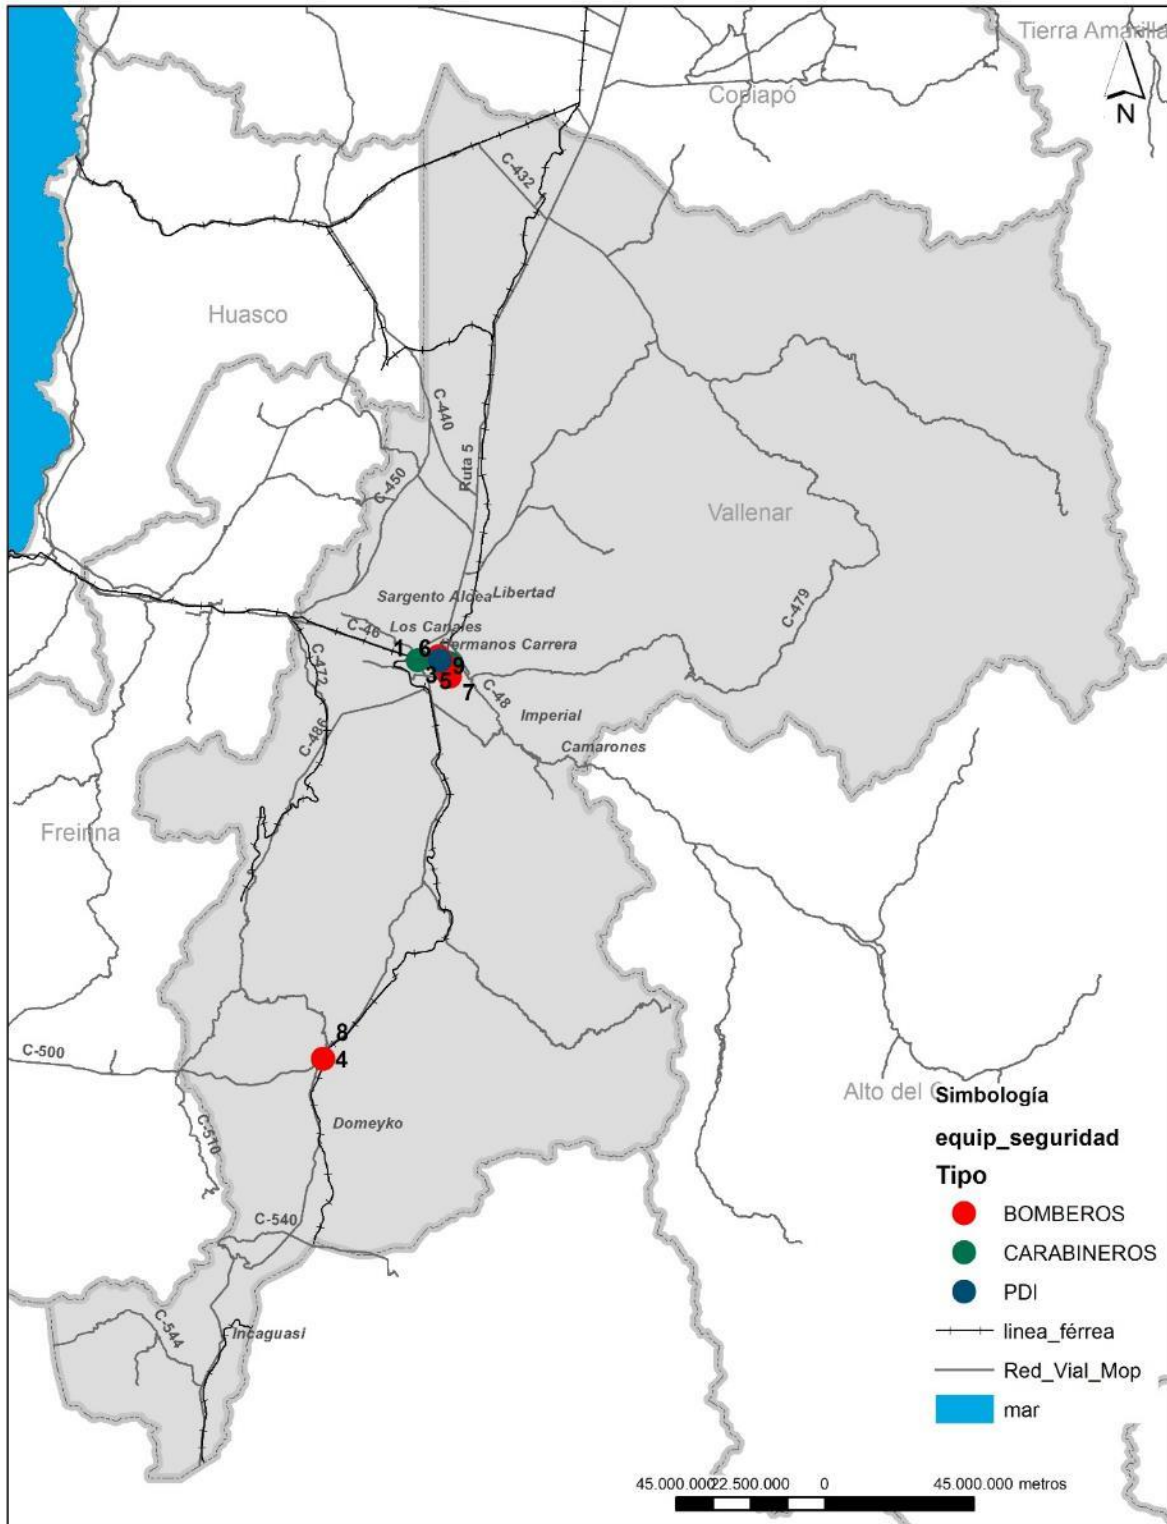 Tierra Amarilla
Copiapó
N
C-432
Huasco
C-440
Ruta 5
C-450
Vallenar
Sargento Aldea
Libertad
C-479
C-46
Los Canales
1
6
Hermanos Carrera
9
3
5
7
C-472
C-48
C-486
Imperial
Camarones
Freirina
8
C-500
4
Alto del C
Domeyko
C-510
C-540
C-544
Incaguasi
Simbología
equip_seguridad
Tipo
BOMBEROS
CARABINEROS
PDI
linea_férrea
Red_Vial_Mop
mar
45.000.000 22.500.000 0 45.000.000 metros